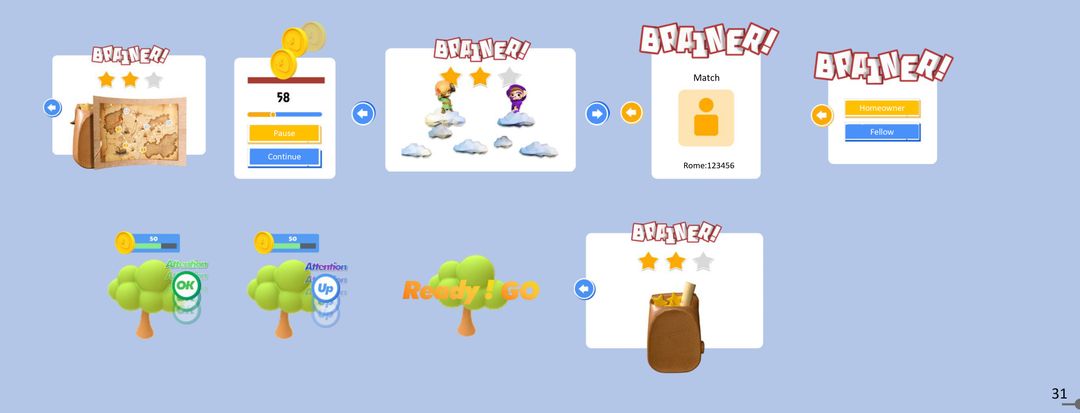 BRAINER!
58
Pause
Continue
BRAINER!
BRAINER!
Match
Rome:123456
BRAINER!
Homeowner
Fellow
50
Attention
OK
50
Attention
Up
Ready ! GO
BRAINER!
31